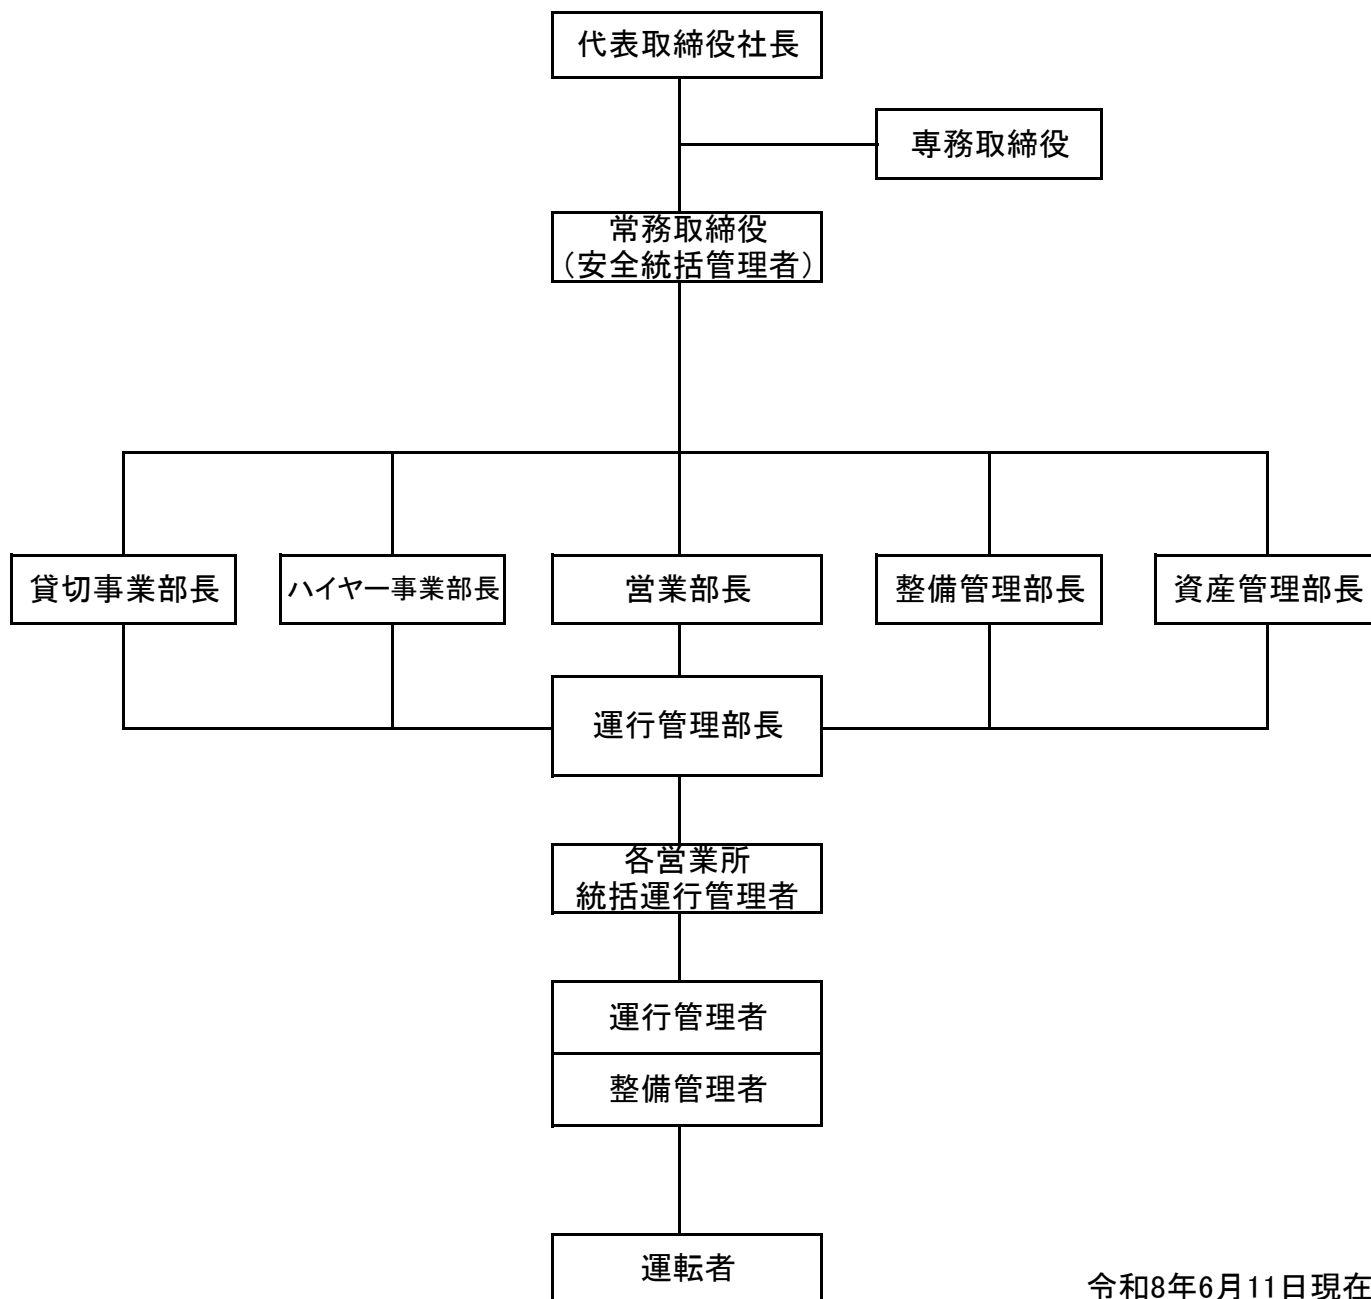 代表取締役社長
専務取締役
常務取締役
（安全統括管理者）
貸切事業部長
ハイヤー事業部長
営業部長
整備管理部長
資産管理部長
運行管理部長
各営業所
統括運行管理者
運行管理者
整備管理者
運転者
令和8年6月11日現在